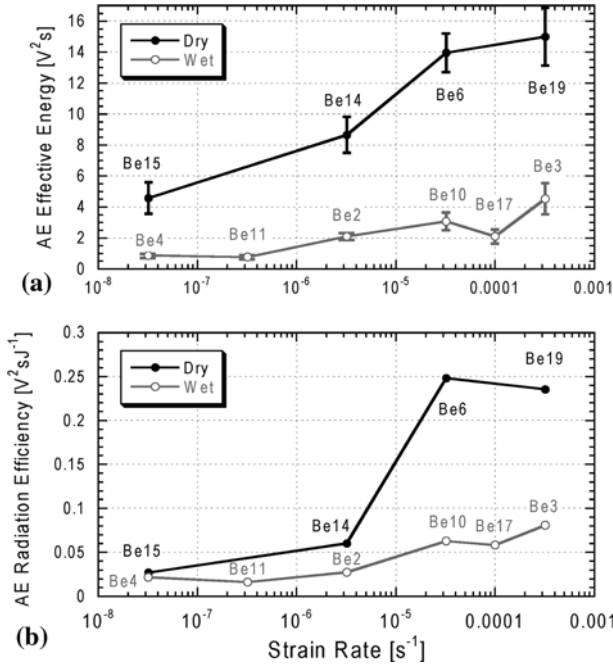 AE Effective Energy [V²s]
16
14
12
10
8
6
4
2
0
Dry
Wet
Be15
Be14
Be6
Be19
Be4
Be11
Be2
Be10
Be17
Be3
(a)
10⁻⁸ 10⁻⁷ 10⁻⁶ 10⁻⁵ 0.0001 0.001
AE Radiation Efficiency [V²sJ⁻¹]
0.3
0.25
0.2
0.15
0.1
0.05
0
Dry
Wet
Be19
Be6
Be14
Be15
Be4
Be11
Be2
Be10
Be17
Be3
(b)
10⁻⁸ 10⁻⁷ 10⁻⁶ 10⁻⁵ 0.0001 0.001
Strain Rate [s⁻¹]